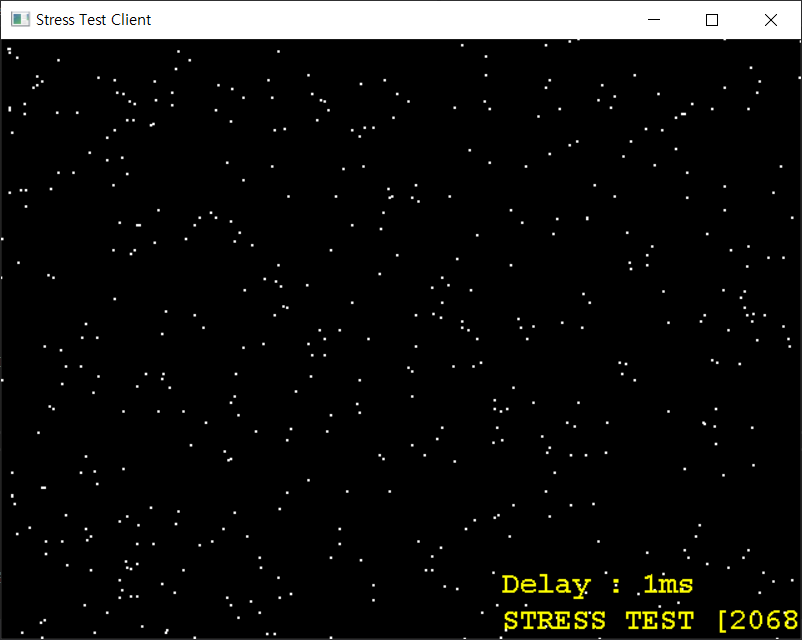 Stress Test Client
Delay : 1ms
STRESS TEST [2068